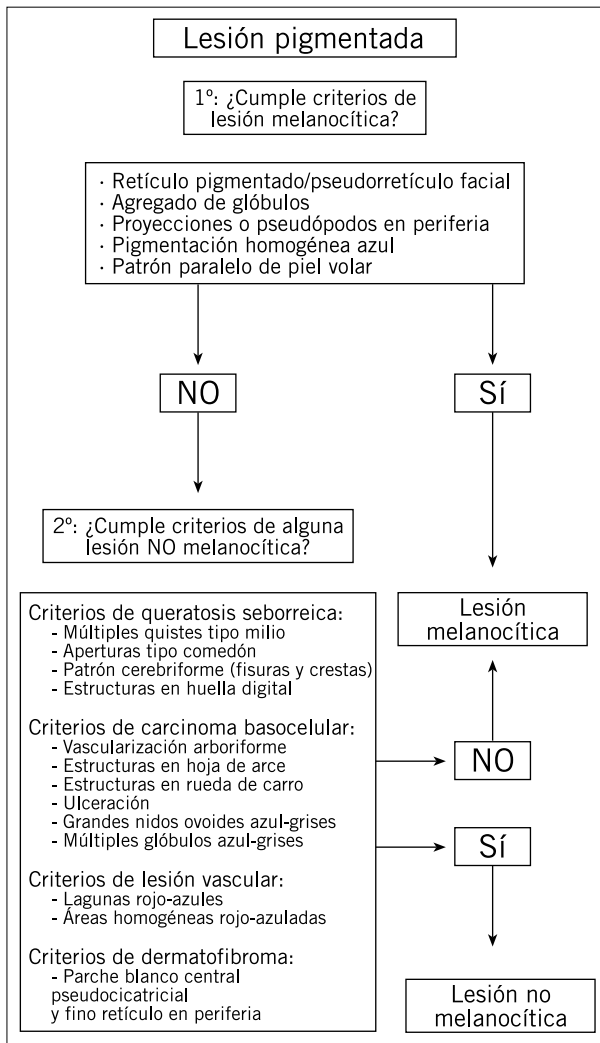 Lesión pigmentada
1º: ¿Cumple criterios de
lesión melanocítica?
· Retículo pigmentado/pseudorretículo facial
· Agregado de glóbulos
· Proyecciones o pseudópodos en periferia
· Pigmentación homogénea azul
· Patrón paralelo de piel volar
NO
Sí
2º: ¿Cumple criterios de alguna
lesión NO melanocítica?
Criterios de queratosis seborreica:
- Múltiples quistes tipo milio
- Aperturas tipo comedón
- Patrón cerebriforme (fisuras y crestas)
- Estructuras en huella digital
Criterios de carcinoma basocelular:
- Vascularización arboriforme
- Estructuras en hoja de arce
- Estructuras en rueda de carro
- Ulceración
- Grandes nidos ovoides azul-grises
- Múltiples glóbulos azul-grises
Criterios de lesión vascular:
- Lagunas rojo-azules
- Áreas homogéneas rojo-azuladas
Criterios de dermatofibroma:
- Parche blanco central
pseudocicatricial
y fino retículo en periferia
Lesión
melanocítica
NO
Sí
Lesión no
melanocítica